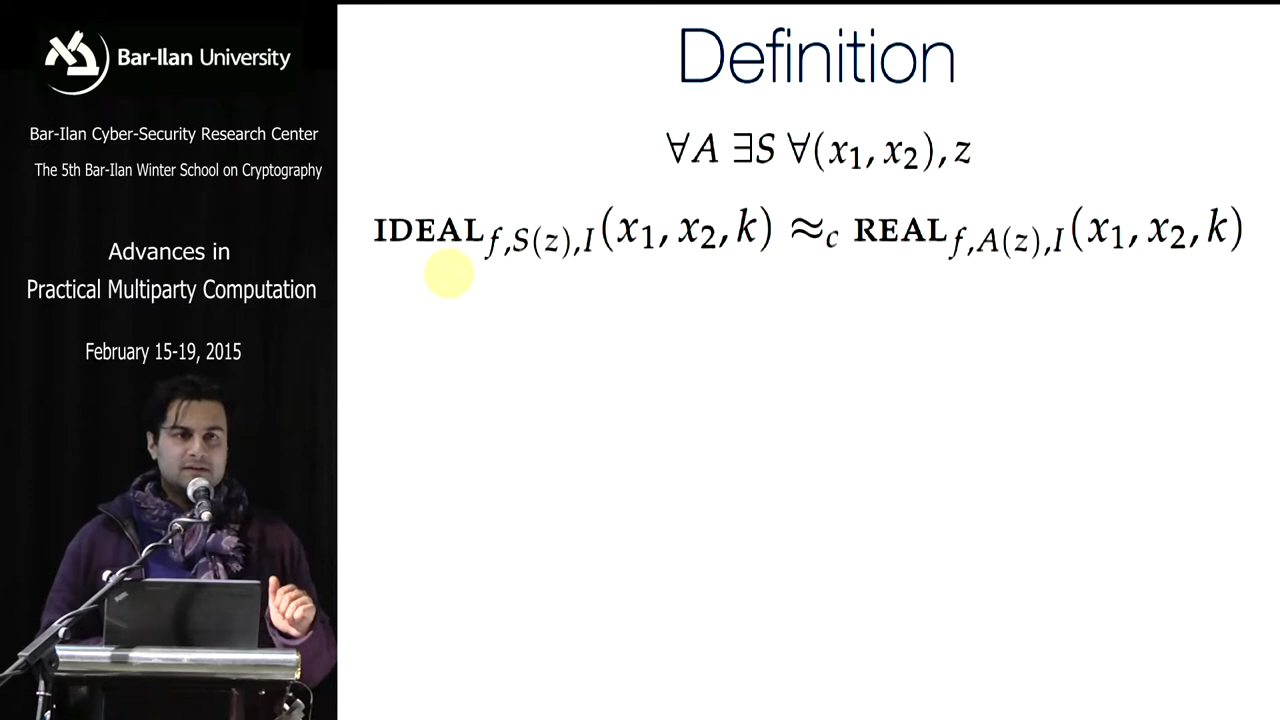 Bar-Ilan University
Bar-Ilan Cyber-Security Research Center
The 5th Bar-Ilan Winter School on Cryptography
Advances in
Practical Multiparty Computation
February 15-19, 2015
Definition
∀A ∃S ∀(x₁, x₂), z
IDEAL_{f,S(z),I}(x₁, x₂, k) ≈_c REAL_{f,A(z),I}(x₁, x₂, k)